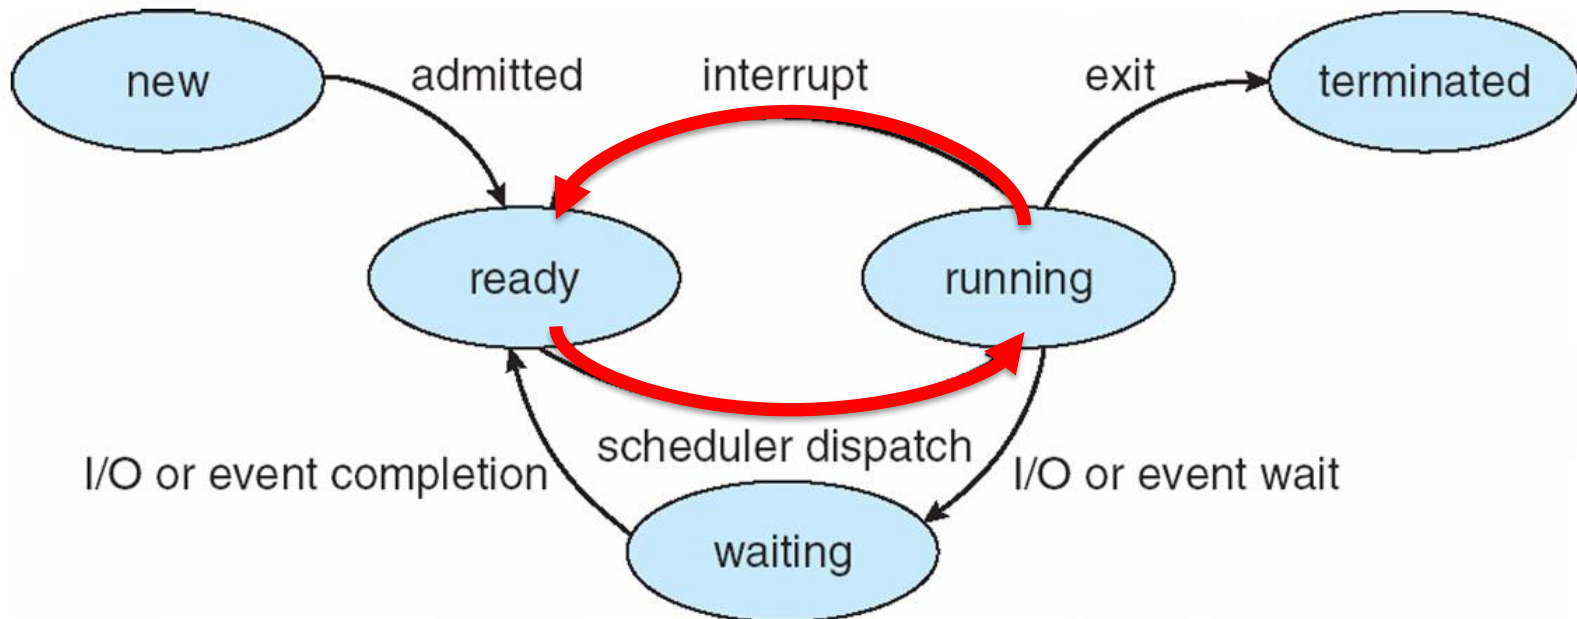 new
admitted
interrupt
exit
terminated
ready
running
scheduler dispatch
I/O or event completion
I/O or event wait
waiting